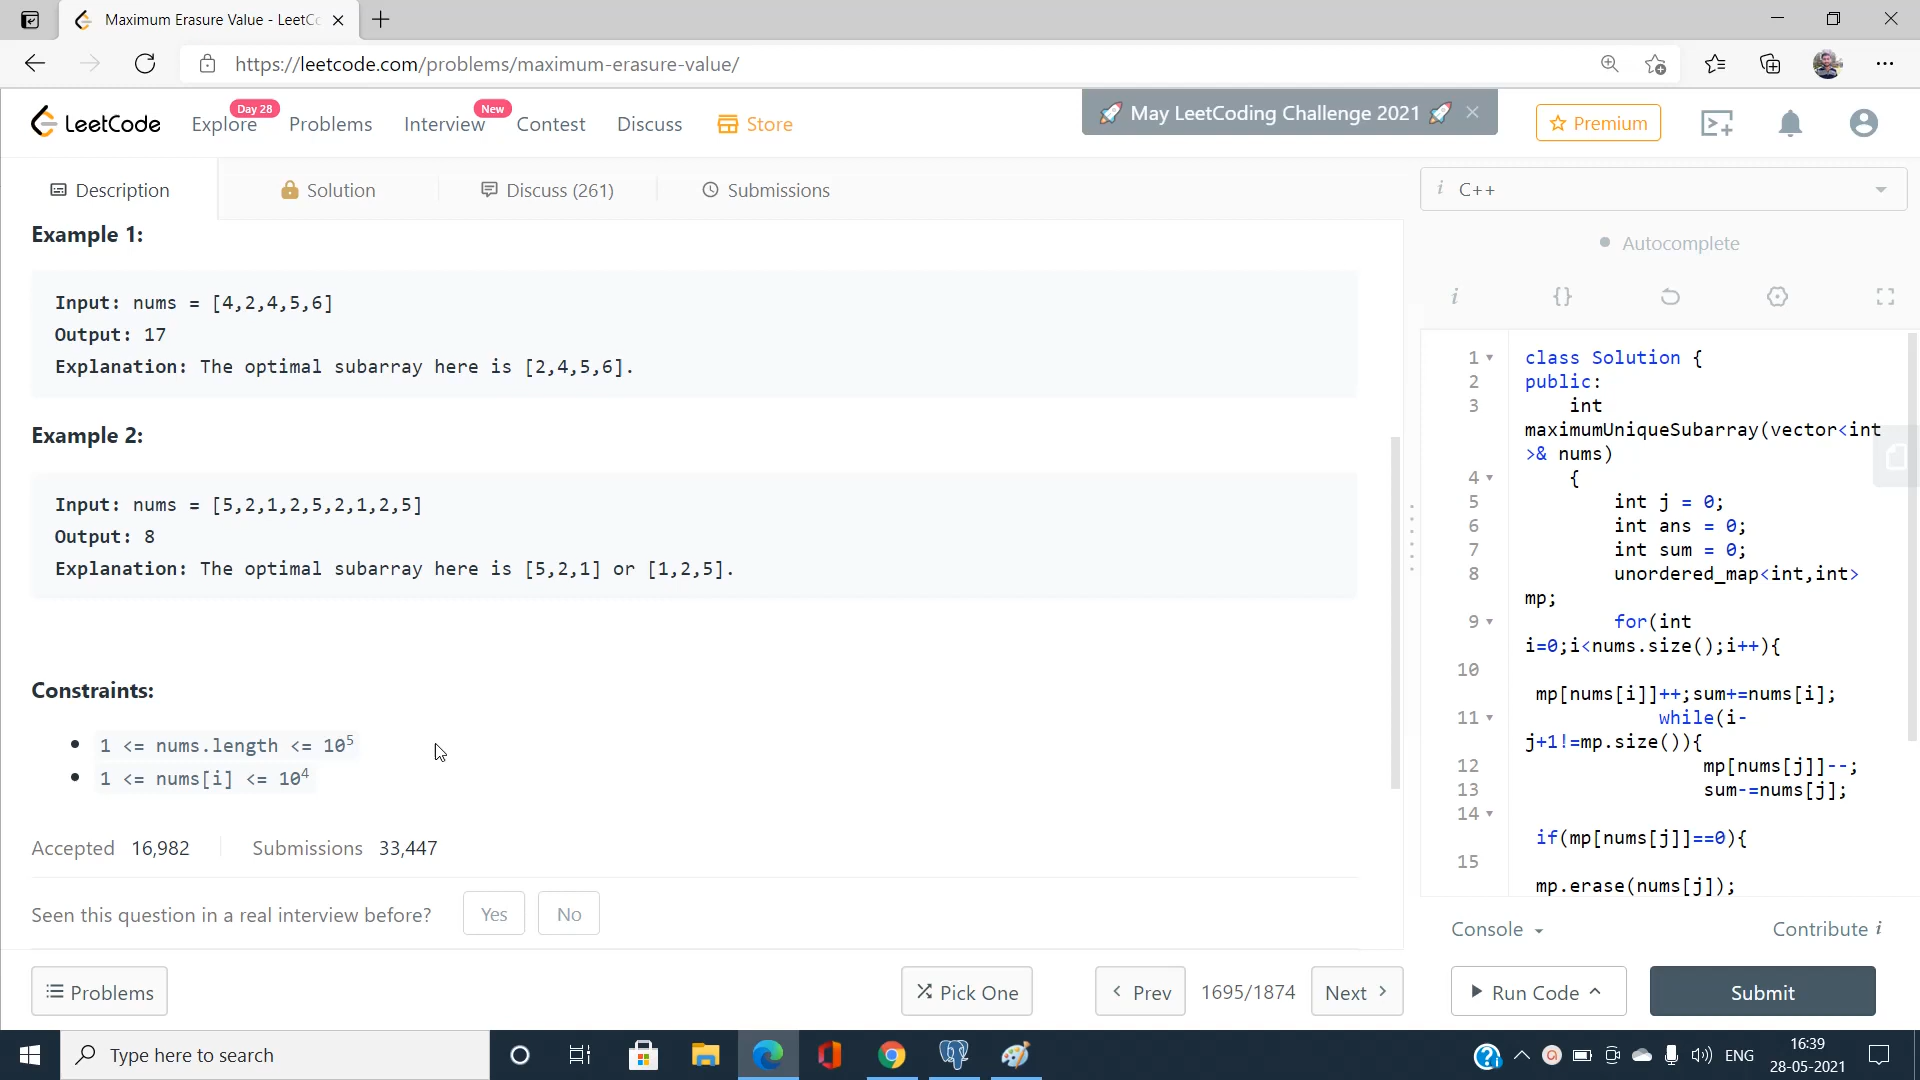 Maximum Erasure Value - LeetCo
https://leetcode.com/problems/maximum-erasure-value/
LeetCode
Explore
Day 28
Problems
Interview
New
Contest
Discuss
Store
🚀 May LeetCoding Challenge 2021 🚀
Premium
Description
Solution
Discuss (261)
Submissions
Example 1:
Input: nums = [4,2,4,5,6]
Output: 17
Explanation: The optimal subarray here is [2,4,5,6].
Example 2:
Input: nums = [5,2,1,2,5,2,1,2,5]
Output: 8
Explanation: The optimal subarray here is [5,2,1] or [1,2,5].
Constraints:
• 1 <= nums.length <= 10⁵
• 1 <= nums[i] <= 10⁴
Accepted 16,982
Submissions 33,447
Seen this question in a real interview before?
Yes
No
Problems
Pick One
Prev
1695/1874
Next
i C++
Autocomplete
i {}
1 class Solution {
2 public:
3 int
maximumUniqueSubarray(vector<int
>& nums)
4 {
5 int j = 0;
6 int ans = 0;
7 int sum = 0;
8 unordered_map<int,int>
mp;
9 for(int
i=0;i<nums.size();i++){
10
mp[nums[i]]++;sum+=nums[i];
11 while(i-
j+1!=mp.size()){
12 mp[nums[j]]--;
13 sum-=nums[j];
14
if(mp[nums[j]]==0){
15
mp.erase(nums[j]);
Console
Contribute i
Run Code
Submit
Type here to search
ENG
16:39
28-05-2021